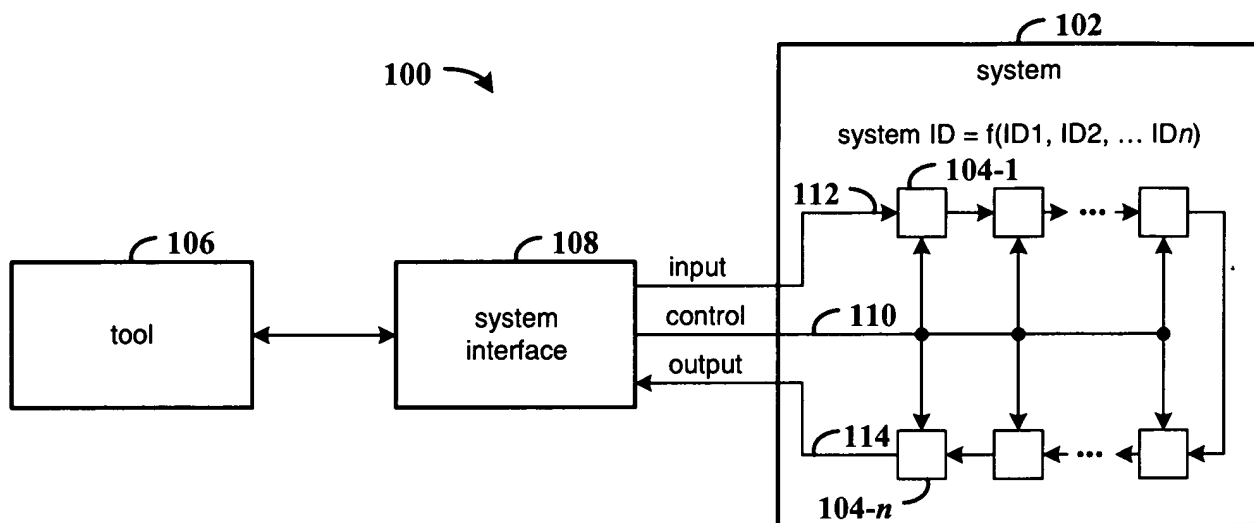 102
100
system
system ID = f(ID1, ID2, ... IDn)
104-1
112
106
108
input
tool
system
interface
control
110
output
114
104-n